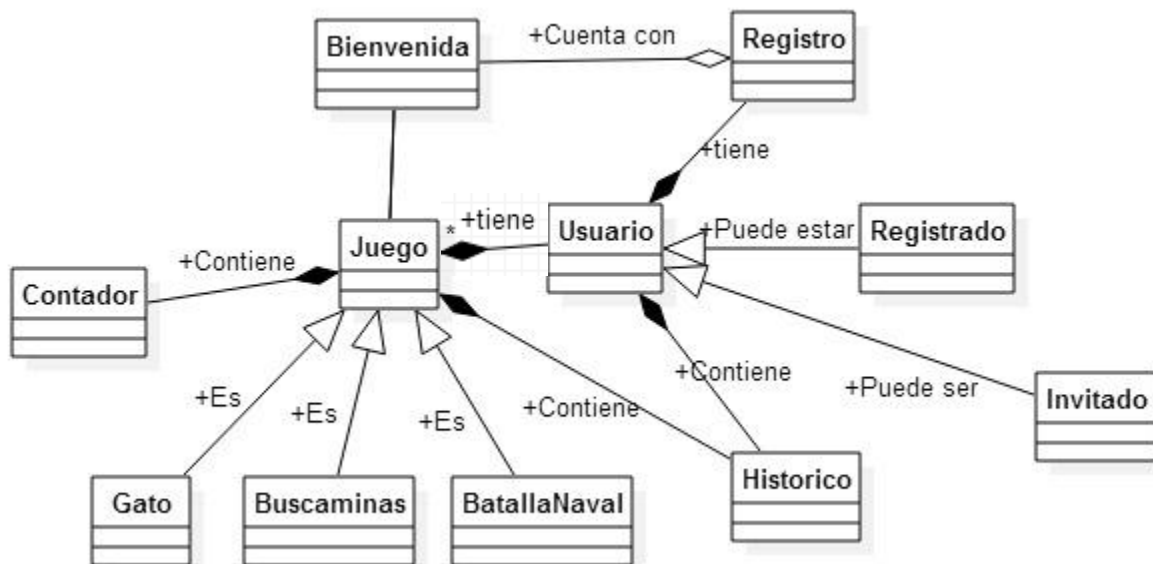 Bienvenida
+Cuenta con
Registro
+tiene
Juego
*
+tiene
Usuario
+Puede estar
Registrado
+Contiene
Contador
+Es
+Es
+Es
+Contiene
+Contiene
+Puede ser
Invitado
Gato
Buscaminas
BatallaNaval
Historico